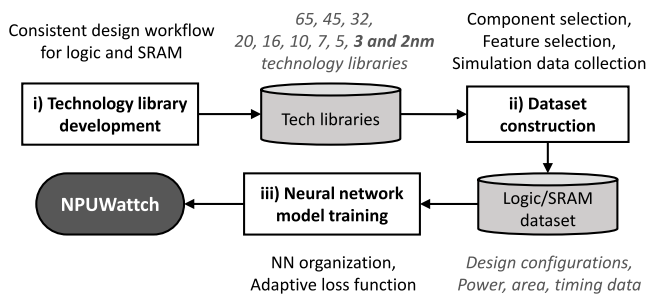 Consistent design workflow
for logic and SRAM
65, 45, 32,
20, 16, 10, 7, 5, 3 and 2nm
technology libraries
Component selection,
Feature selection,
Simulation data collection
i) Technology library
development
Tech libraries
ii) Dataset
construction
NPUWattch
iii) Neural network
model training
Logic/SRAM
dataset
NN organization,
Adaptive loss function
Design configurations,
Power, area, timing data